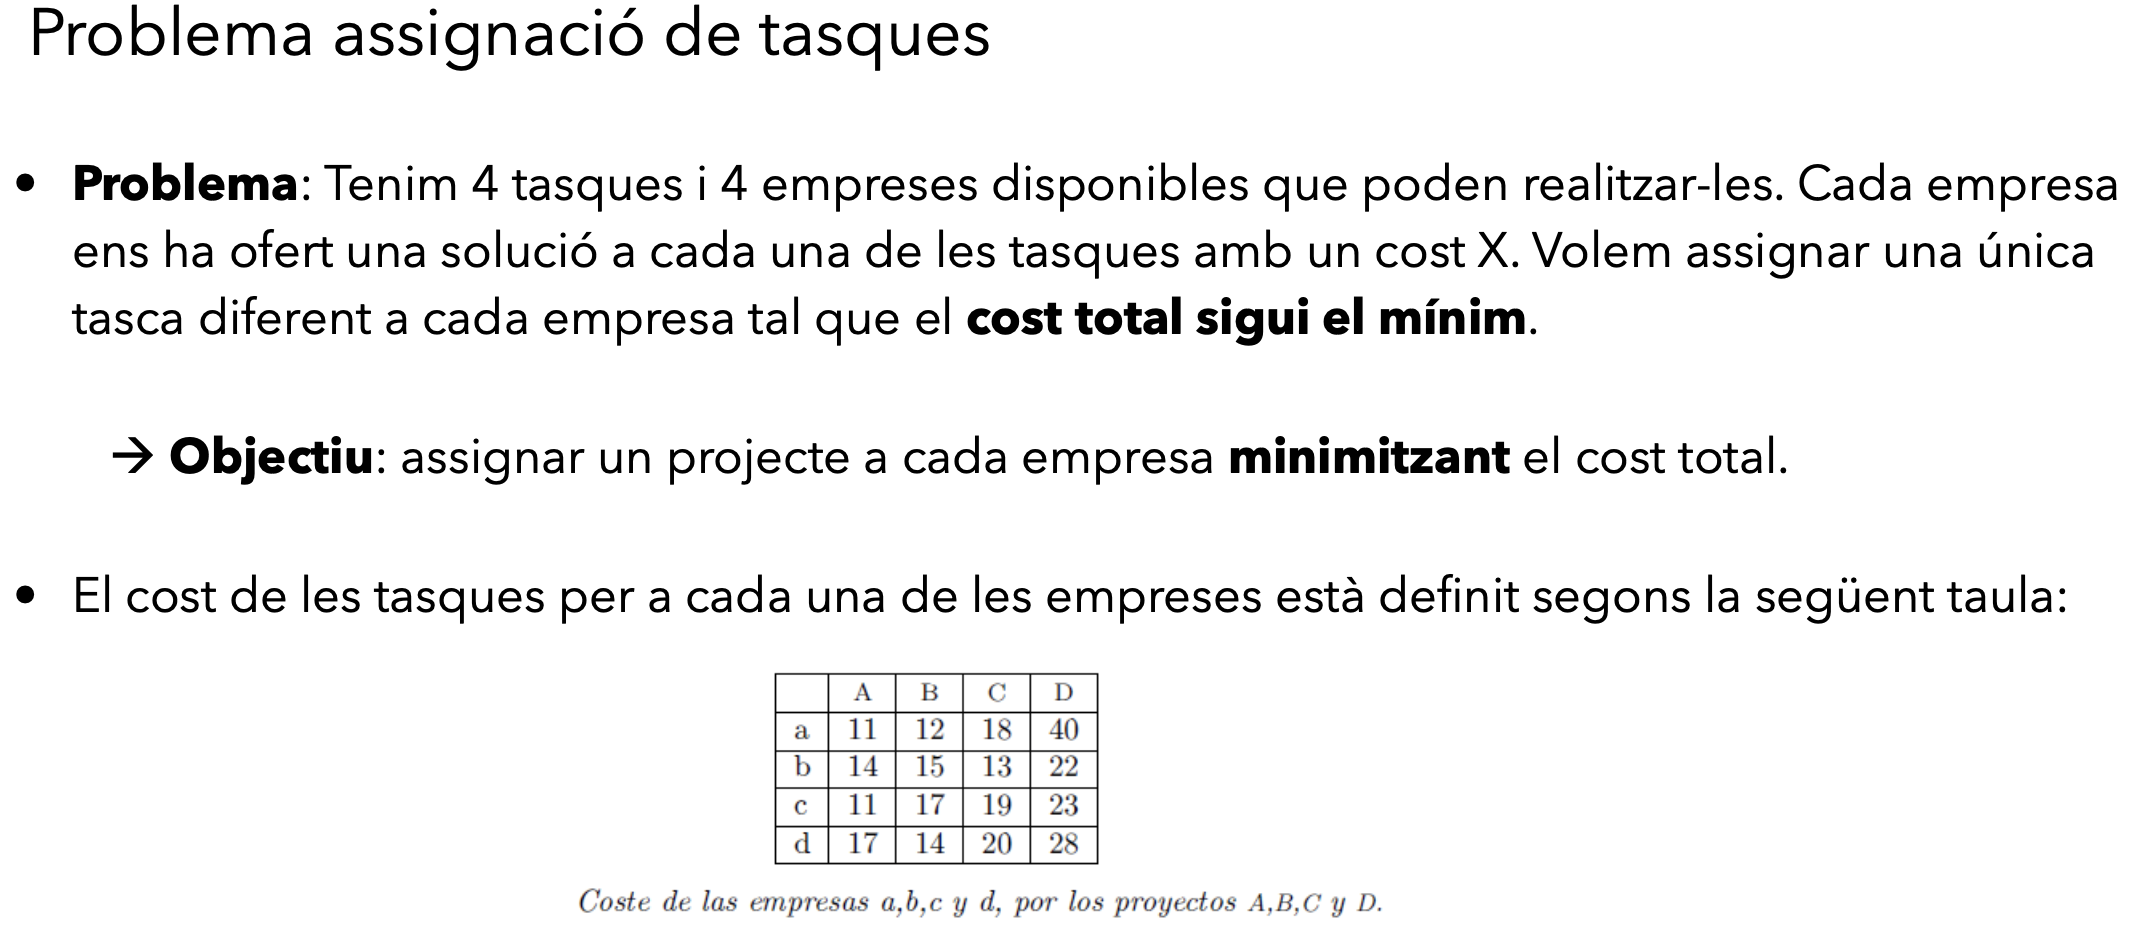 Problema assignació de tasques
• Problema: Tenim 4 tasques i 4 empreses disponibles que poden realitzar-les. Cada empresa
ens ha ofert una solució a cada una de les tasques amb un cost X. Volem assignar una única
tasca diferent a cada empresa tal que el cost total sigui el mínim.
→ Objectiu: assignar un projecte a cada empresa minimitzant el cost total.
• El cost de les tasques per a cada una de les empreses està definit segons la següent taula:
A B C D
a 11 12 18 40
b 14 15 13 22
c 11 17 19 23
d 17 14 20 28
Coste de las empresas a,b,c y d, por los proyectos A,B,C y D.